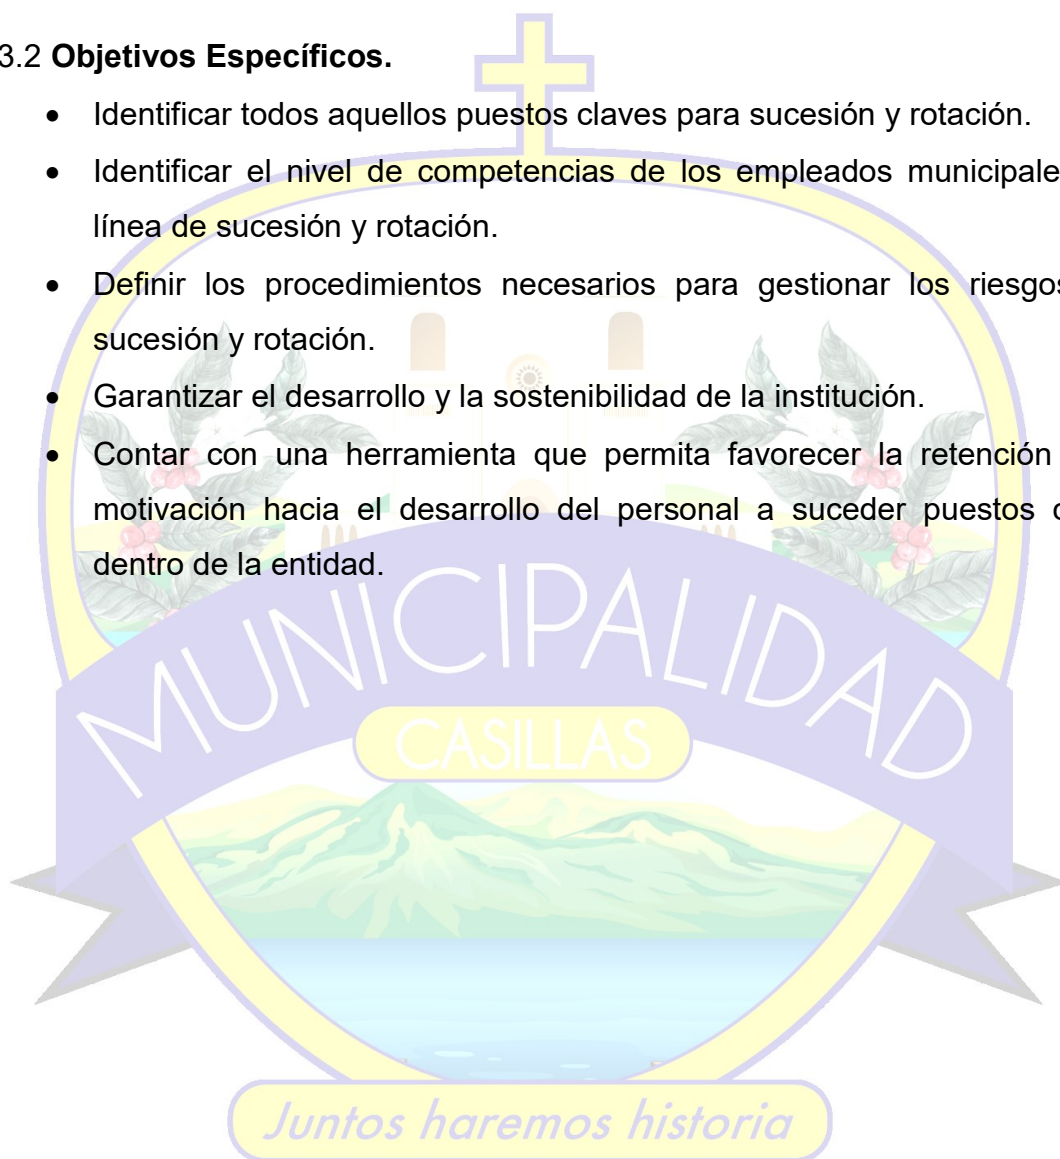 3.2 Objetivos Específicos.
• Identificar todos aquellos puestos claves para sucesión y rotación.
• Identificar el nivel de competencias de los empleados municipale
línea de sucesión y rotación.
• Definir los procedimientos necesarios para gestionar los riesgos
sucesión y rotación.
• Garantizar el desarrollo y la sostenibilidad de la institución.
• Contar con una herramienta que permita favorecer la retención
motivación hacia el desarrollo del personal a suceder puestos
dentro de la entidad.
MUNICIPALIDAD
CASILLAS
Juntos haremos historia